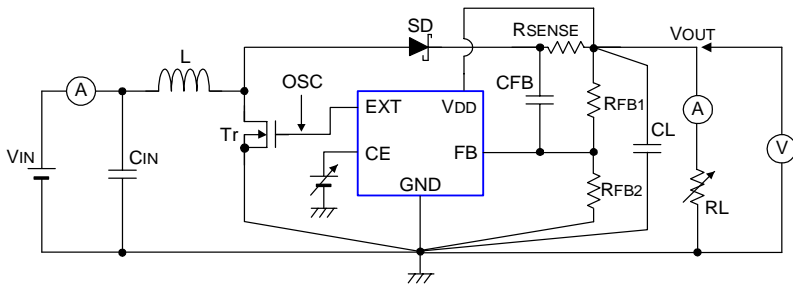 SD
RSENSE
VOUT
L
OSC
CFB
A
EXT
VDD
RFB1
A
CL
V
Tr
VIN
CIN
CE
FB
GND
RFB2
RL